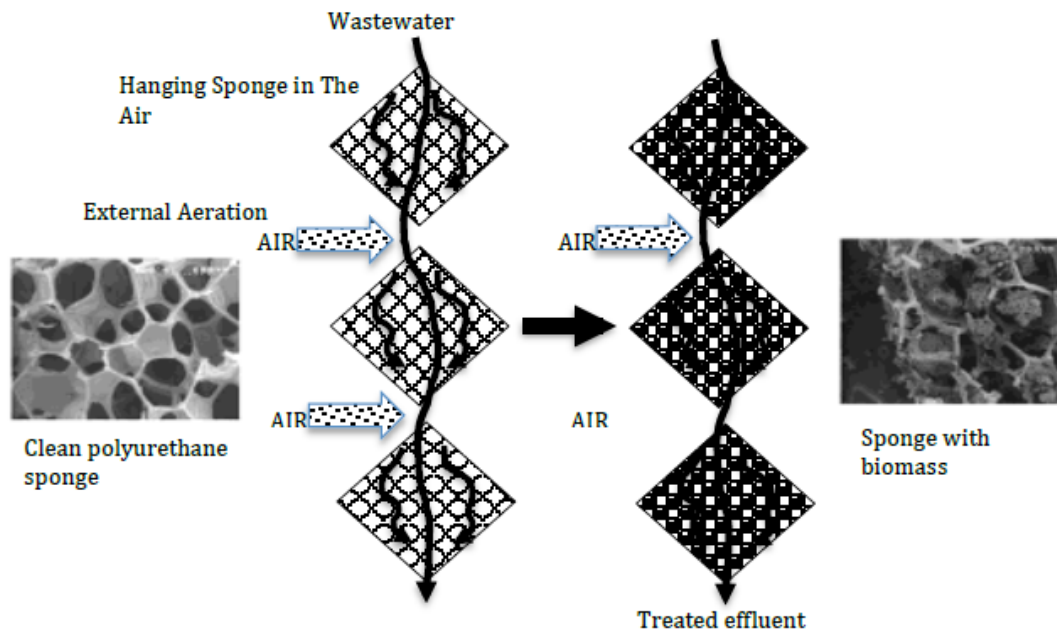 Wastewater
Hanging Sponge in The
Air
External Aeration
AIR
AIR
Clean polyurethane
sponge
AIR
AIR
Sponge with
biomass
Treated effluent